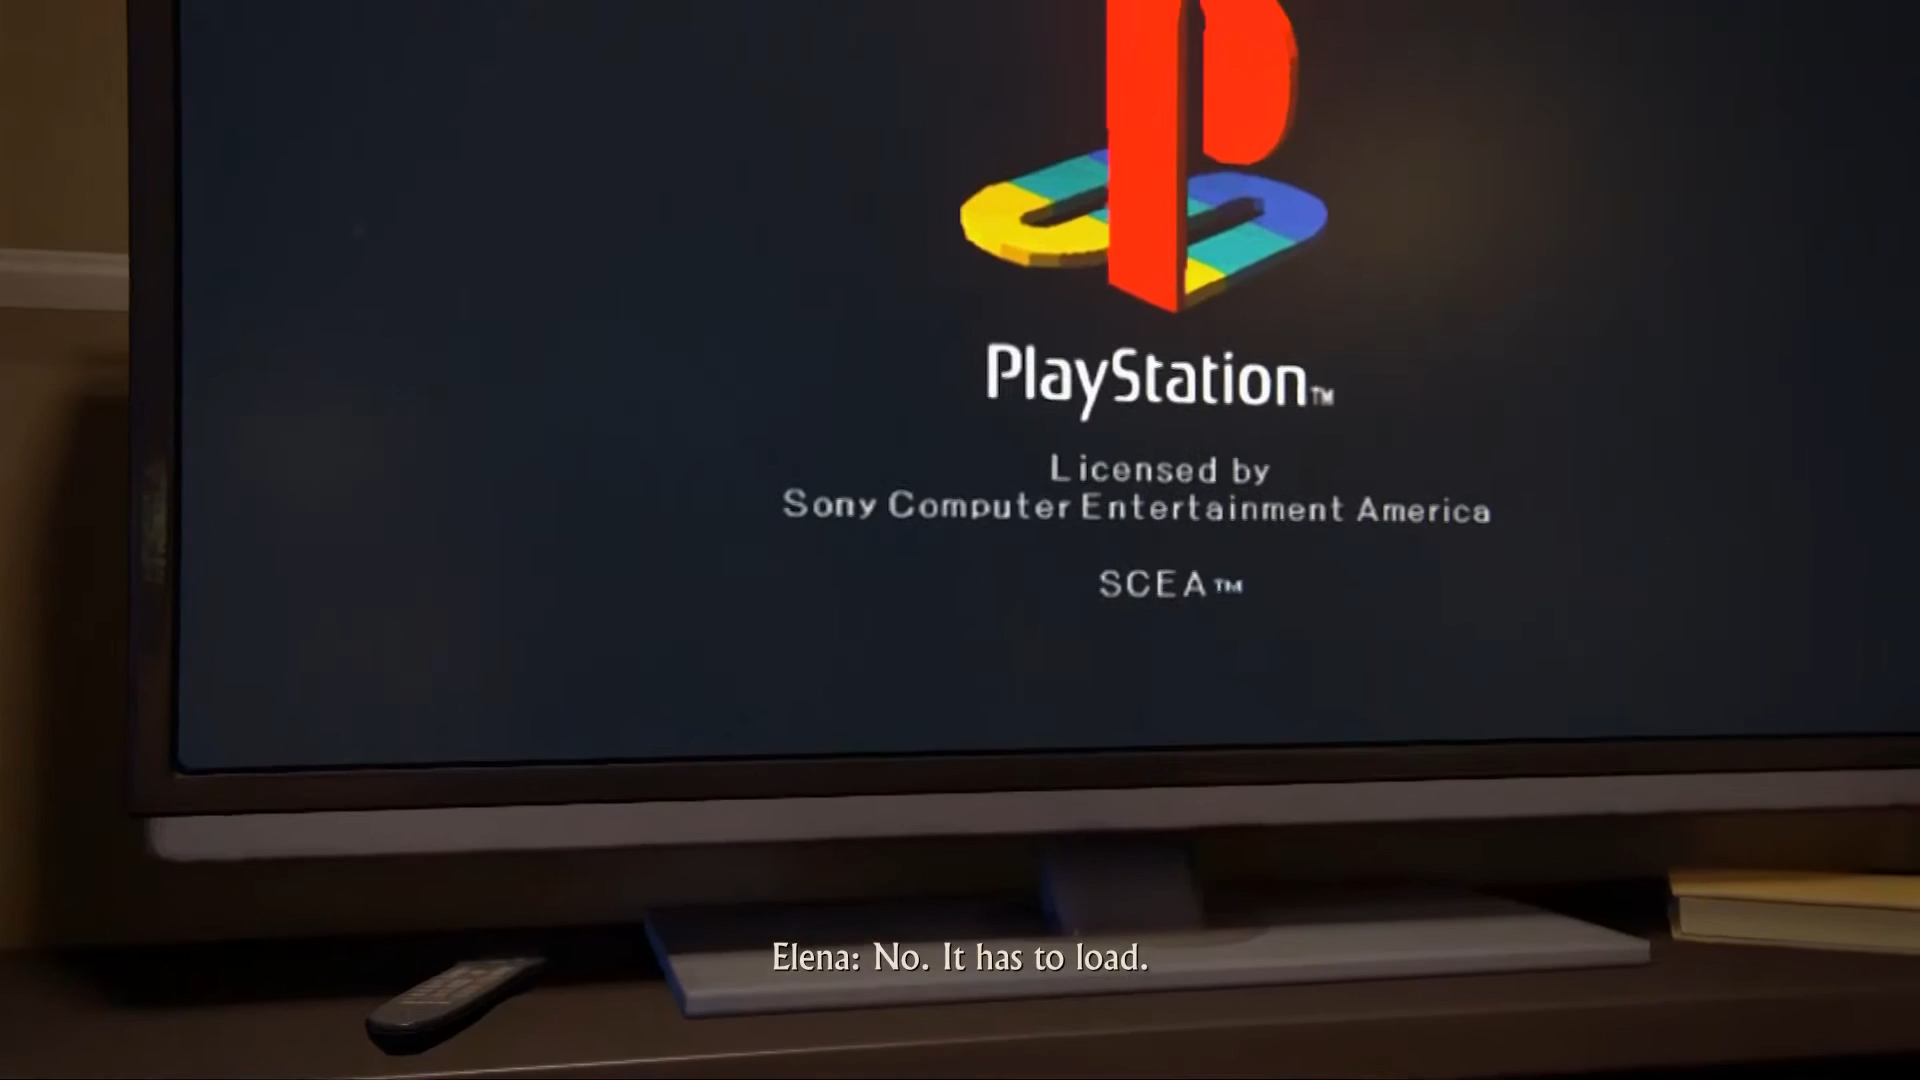 PlayStation™
Licensed by
Sony Computer Entertainment America
SCEA™
Elena: No. It has to load.